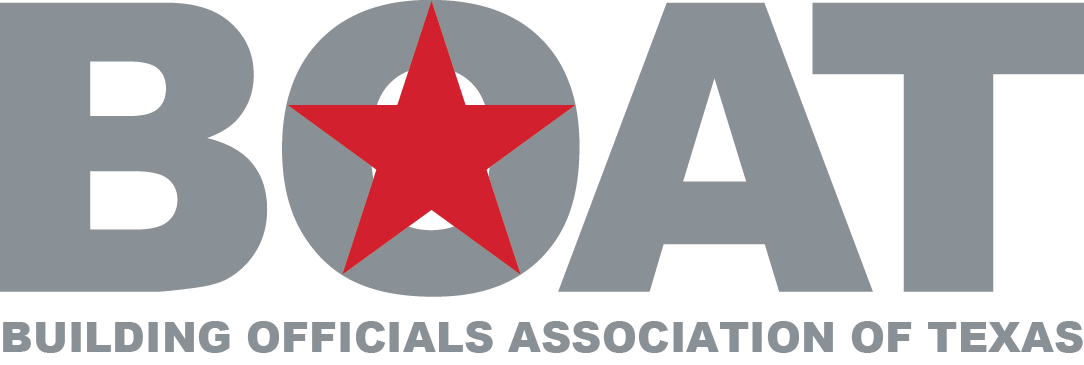 BOAT
BUILDING OFFICIALS ASSOCIATION OF TEXAS